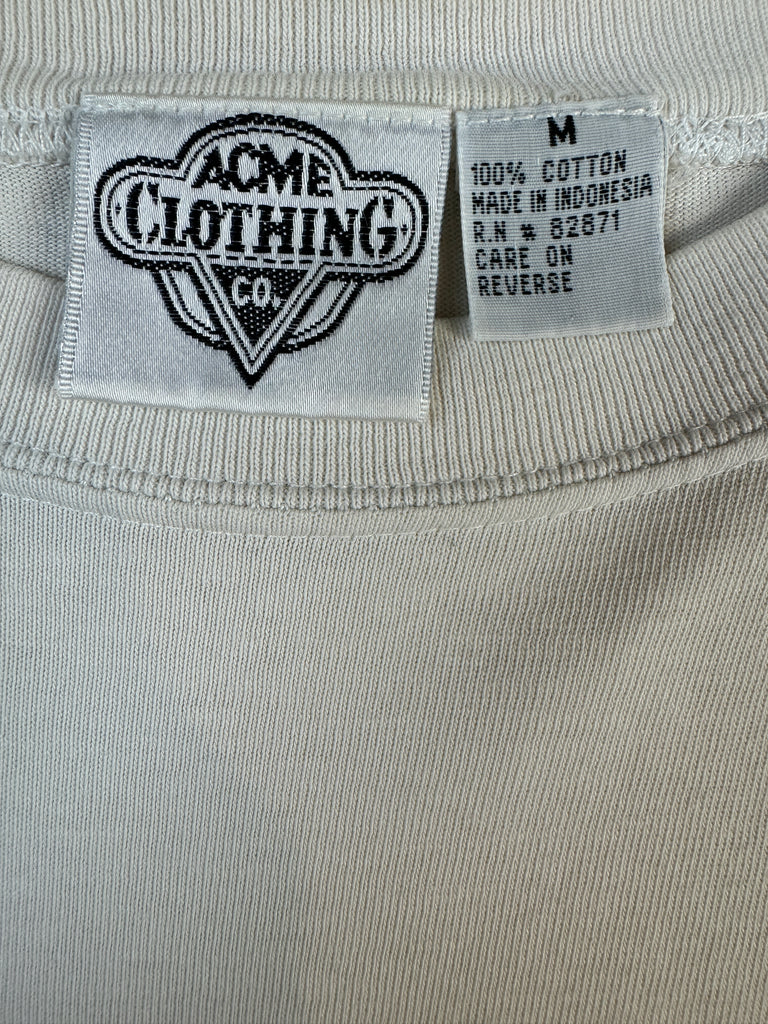 ACME
CLOTHING
CO.
M
100% COTTON
MADE IN INDONESIA
R.N # 82871
CARE ON
REVERSE